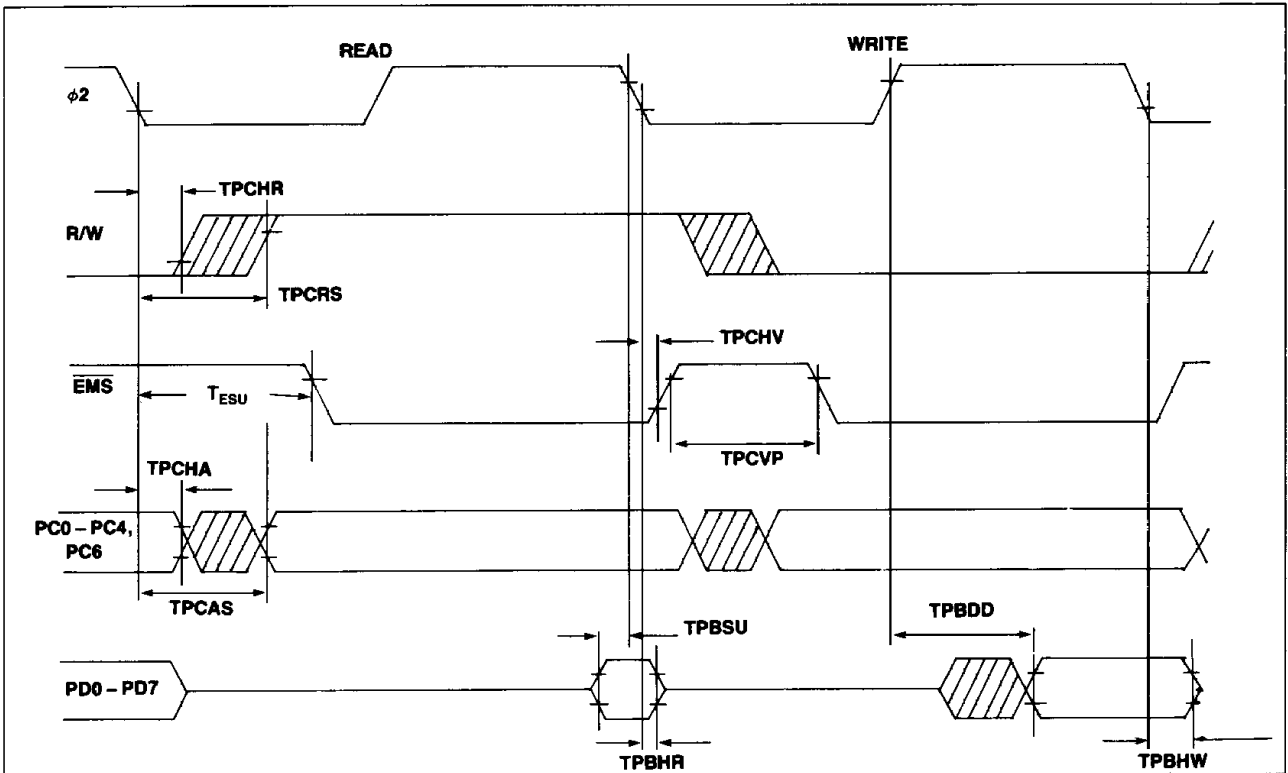 READ
WRITE
φ2
TPCHR
R/W
TPCRS
TPCHV
EMS
TESU
TPCVP
TPCHA
PC0 – PC4,
PC6
TPCAS
TPBSU
TPBDD
PD0 – PD7
TPBHR
TPBHW